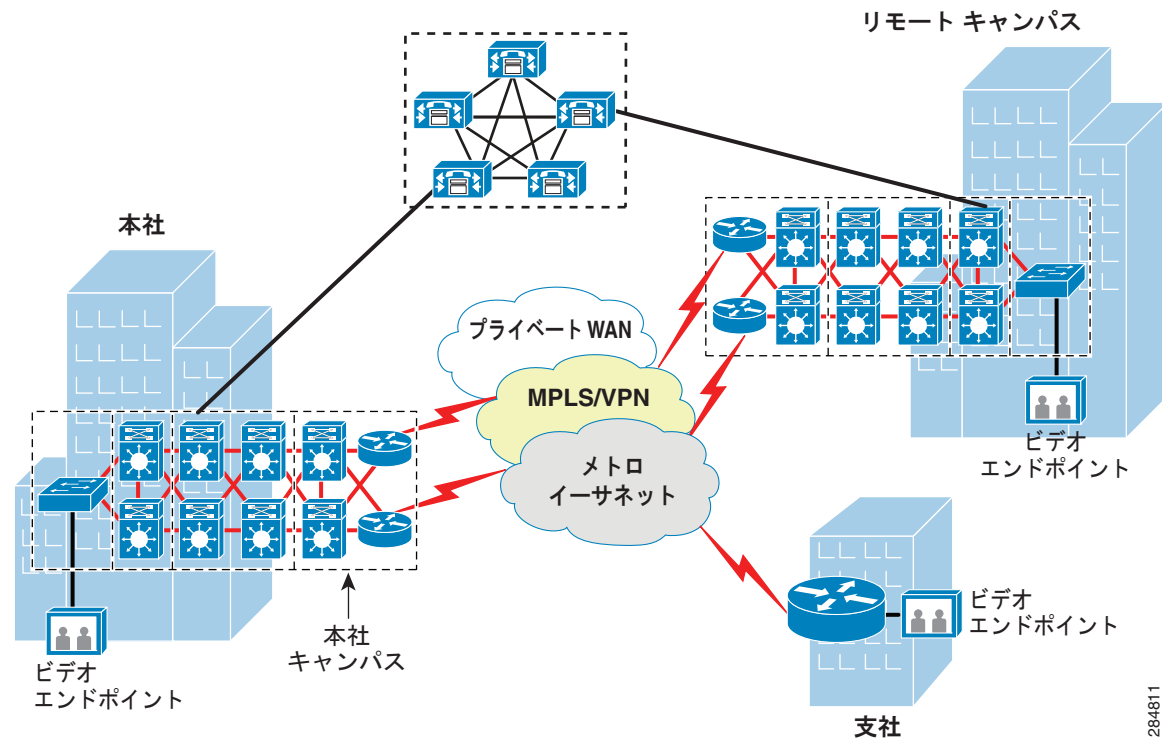 リモート キャンパス
本社
プライベート WAN
MPLS/VPN
メトロ
イーサネット
ビデオ
エンドポイント
本社
キャンパス
ビデオ
エンドポイント
ビデオ
エンドポイント
支社
284811